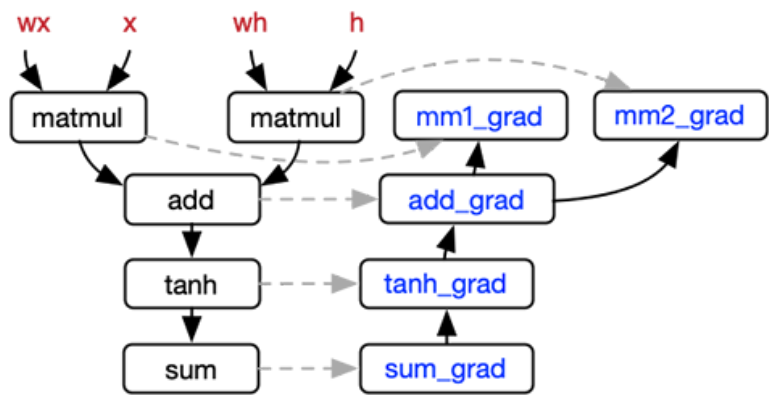 wx x wh h
matmul matmul mm1_grad mm2_grad
add add_grad
tanh tanh_grad
sum sum_grad